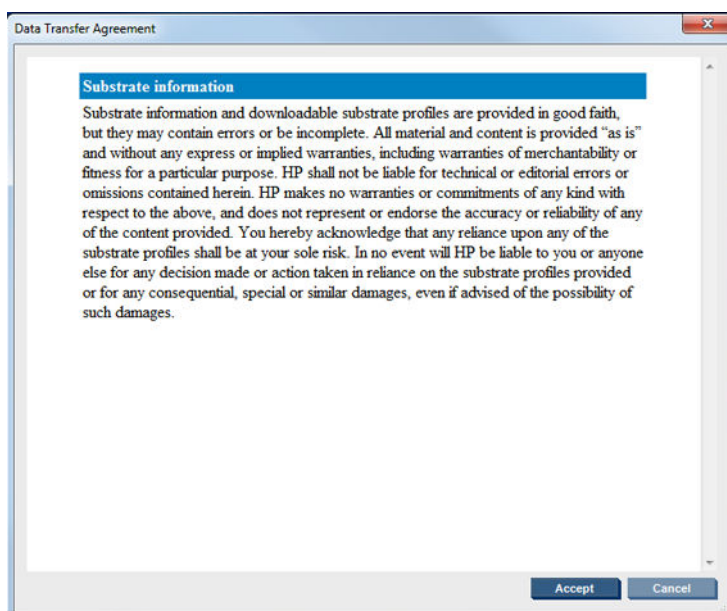 Data Transfer Agreement
Substrate information
Substrate information and downloadable substrate profiles are provided in good faith,
but they may contain errors or be incomplete. All material and content is provided “as is”
and without any express or implied warranties, including warranties of merchantability or
fitness for a particular purpose. HP shall not be liable for technical or editorial errors or
omissions contained herein. HP makes no warranties or commitments of any kind with
respect to the above, and does not represent or endorse the accuracy or reliability of any
of the content provided. You hereby acknowledge that any reliance upon any of the
substrate profiles shall be at your sole risk. In no event will HP be liable to you or anyone
else for any decision made or action taken in reliance on the substrate profiles provided
or for any consequential, special or similar damages, even if advised of the possibility of
such damages.
Accept Cancel